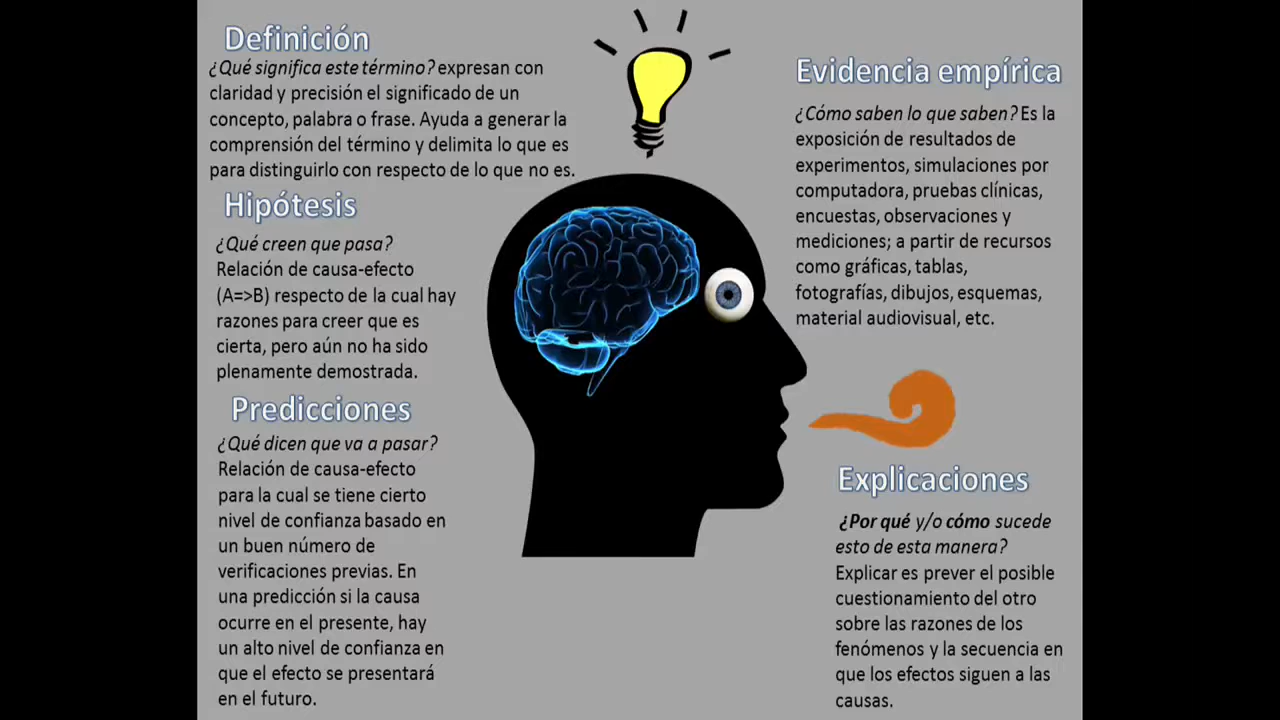 Definición
¿Qué significa este término? expresan con
claridad y precisión el significado de un
concepto, palabra o frase. Ayuda a generar la
comprensión del término y delimita lo que es
para distinguirlo con respecto de lo que no es.
Hipótesis
¿Qué creen que pasa?
Relación de causa-efecto
(A=>B) respecto de la cual hay
razones para creer que es
cierta, pero aún no ha sido
plenamente demostrada.
Predicciones
¿Qué dicen que va a pasar?
Relación de causa-efecto
para la cual se tiene cierto
nivel de confianza basado en
un buen número de
verificaciones previas. En
una predicción si la causa
ocurre en el presente, hay
un alto nivel de confianza en
que el efecto se presentará
en el futuro.
Evidencia empírica
¿Cómo saben lo que saben? Es la
exposición de resultados de
experimentos, simulaciones por
computadora, pruebas clínicas,
encuestas, observaciones y
mediciones; a partir de recursos
como gráficas, tablas,
fotografías, dibujos, esquemas,
material audiovisual, etc.
Explicaciones
¿Por qué y/o cómo sucede
esto de esta manera?
Explicar es prever el posible
cuestionamiento del otro
sobre las razones de los
fenómenos y la secuencia en
que los efectos siguen a las
causas.